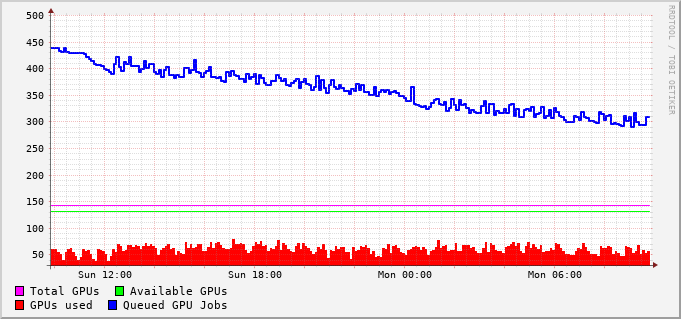 500
450
400
350
300
250
200
150
100
50
Sun 12:00 Sun 18:00 Mon 00:00 Mon 06:00
Total GPUs Available GPUs
GPUs used Queued GPU Jobs
RRDTOOL / TOBI OETIKER